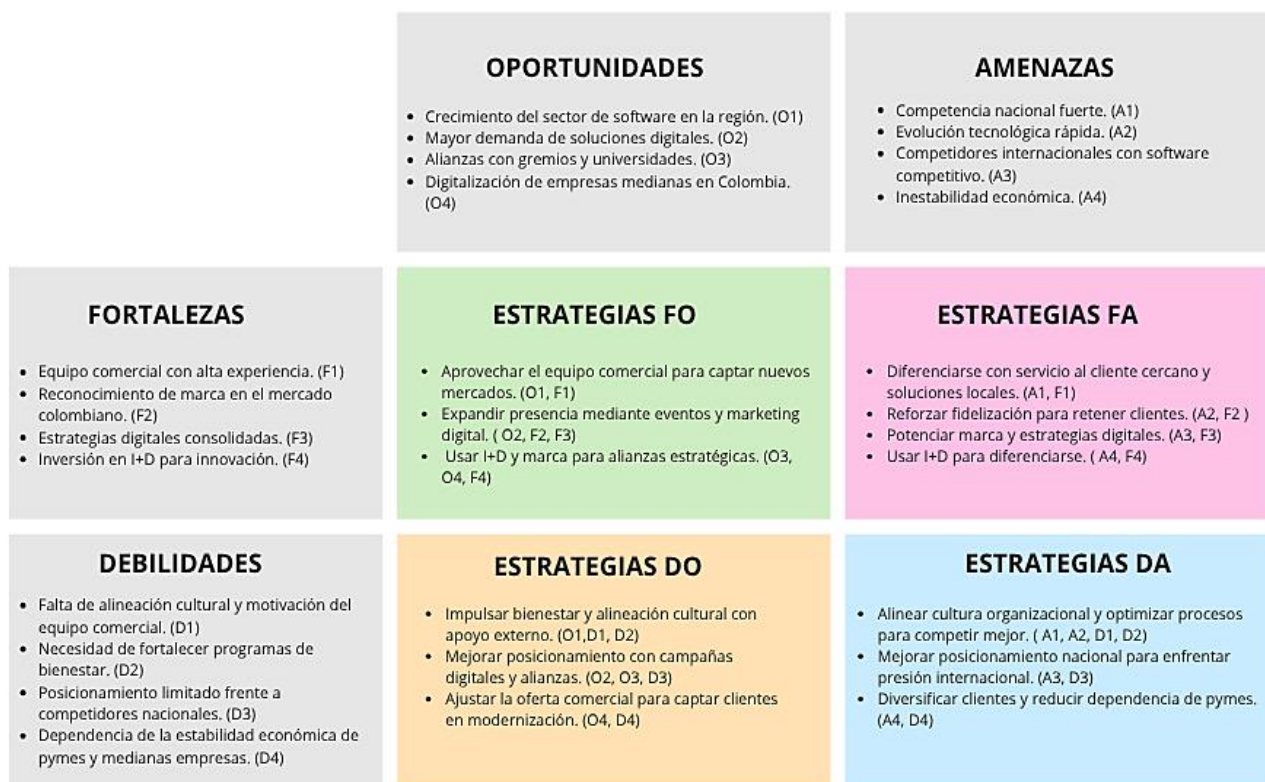 OPORTUNIDADES
• Crecimiento del sector de software en la región. (O1)
• Mayor demanda de soluciones digitales. (O2)
• Alianzas con gremios y universidades. (O3)
• Digitalización de empresas medianas en Colombia.
(O4)
AMENAZAS
• Competencia nacional fuerte. (A1)
• Evolución tecnológica rápida. (A2)
• Competidores internacionales con software
competitivo. (A3)
• Inestabilidad económica. (A4)
FORTALEZAS
• Equipo comercial con alta experiencia. (F1)
• Reconocimiento de marca en el mercado
colombiano. (F2)
• Estrategias digitales consolidadas. (F3)
• Inversión en I+D para innovación. (F4)
ESTRATEGIAS FO
• Aprovechar el equipo comercial para captar nuevos
mercados. (O1, F1)
• Expandir presencia mediante eventos y marketing
digital. ( O2, F2, F3)
• Usar I+D y marca para alianzas estratégicas. (O3,
O4, F4)
ESTRATEGIAS FA
• Diferenciarse con servicio al cliente cercano y
soluciones locales. (A1, F1)
• Reforzar fidelización para retener clientes. (A2, F2 )
• Potenciar marca y estrategias digitales. (A3, F3)
• Usar I+D para diferenciarse. ( A4, F4)
DEBILIDADES
• Falta de alineación cultural y motivación del
equipo comercial. (D1)
• Necesidad de fortalecer programas de
bienestar. (D2)
• Posicionamiento limitado frente a
competidores nacionales. (D3)
• Dependencia de la estabilidad económica de
pymes y medianas empresas. (D4)
ESTRATEGIAS DO
• Impulsar bienestar y alineación cultural con
apoyo externo. (O1,D1, D2)
• Mejorar posicionamiento con campañas
digitales y alianzas. (O2, O3, D3)
• Ajustar la oferta comercial para captar clientes
en modernización. (O4, D4)
ESTRATEGIAS DA
• Alinear cultura organizacional y optimizar procesos
para competir mejor. ( A1, A2, D1, D2)
• Mejorar posicionamiento nacional para enfrentar
presión internacional. (A3, D3)
• Diversificar clientes y reducir dependencia de pymes.
(A4, D4)